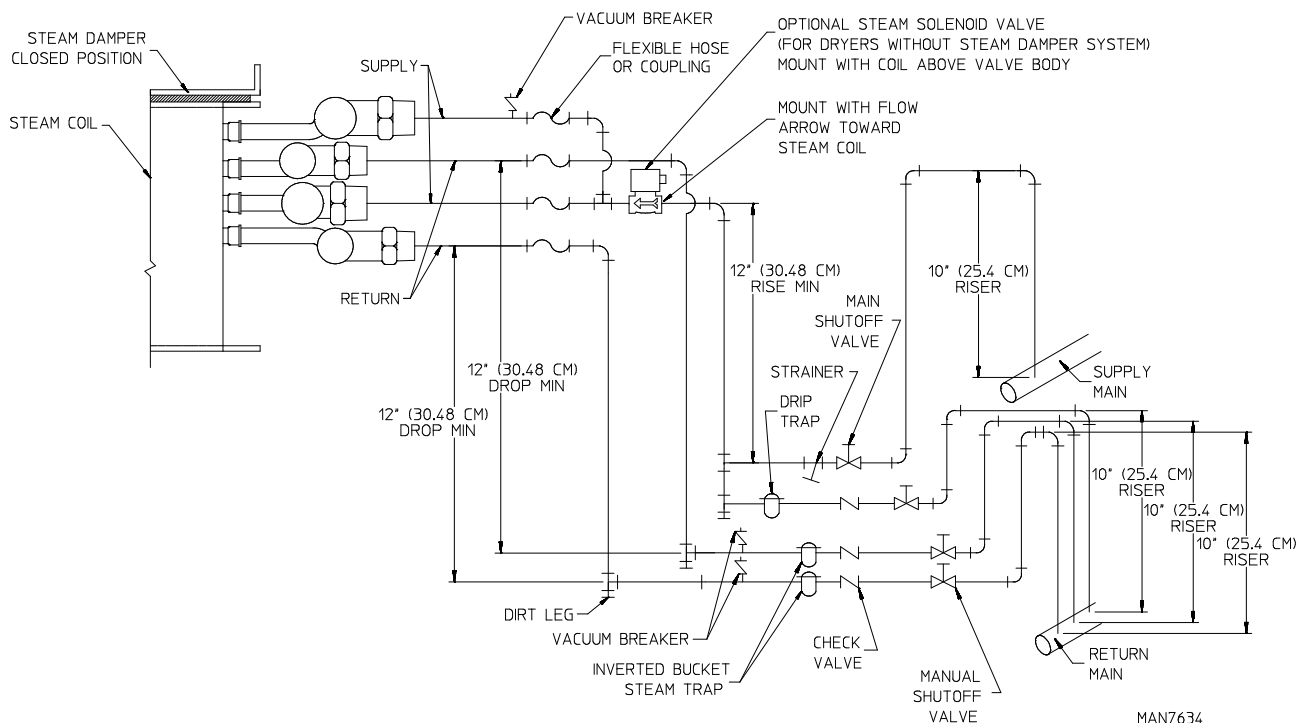 VACUUM BREAKER
OPTIONAL STEAM SOLENOID VALVE
(FOR DRYERS WITHOUT STEAM DAMPER SYSTEM)
MOUNT WITH COIL ABOVE VALVE BODY
STEAM DAMPER
CLOSED POSITION
FLEXIBLE HOSE
OR COUPLING
SUPPLY
MOUNT WITH FLOW
ARROW TOWARD
STEAM COIL
STEAM COIL
12" (30.48 CM)
RISE MIN
10" (25.4 CM)
RISER
RETURN
MAIN
SHUTOFF
VALVE
12" (30.48 CM)
DROP MIN
STRAINER
SUPPLY
MAIN
DRIP
TRAP
12" (30.48 CM)
DROP MIN
10" (25.4 CM)
RISER
10" (25.4 CM)
RISER
10" (25.4 CM)
RISER
DIRT LEG
VACUUM BREAKER
CHECK
VALVE
INVERTED BUCKET
STEAM TRAP
RETURN
MAIN
MANUAL
SHUTOFF
VALVE
MAN7634